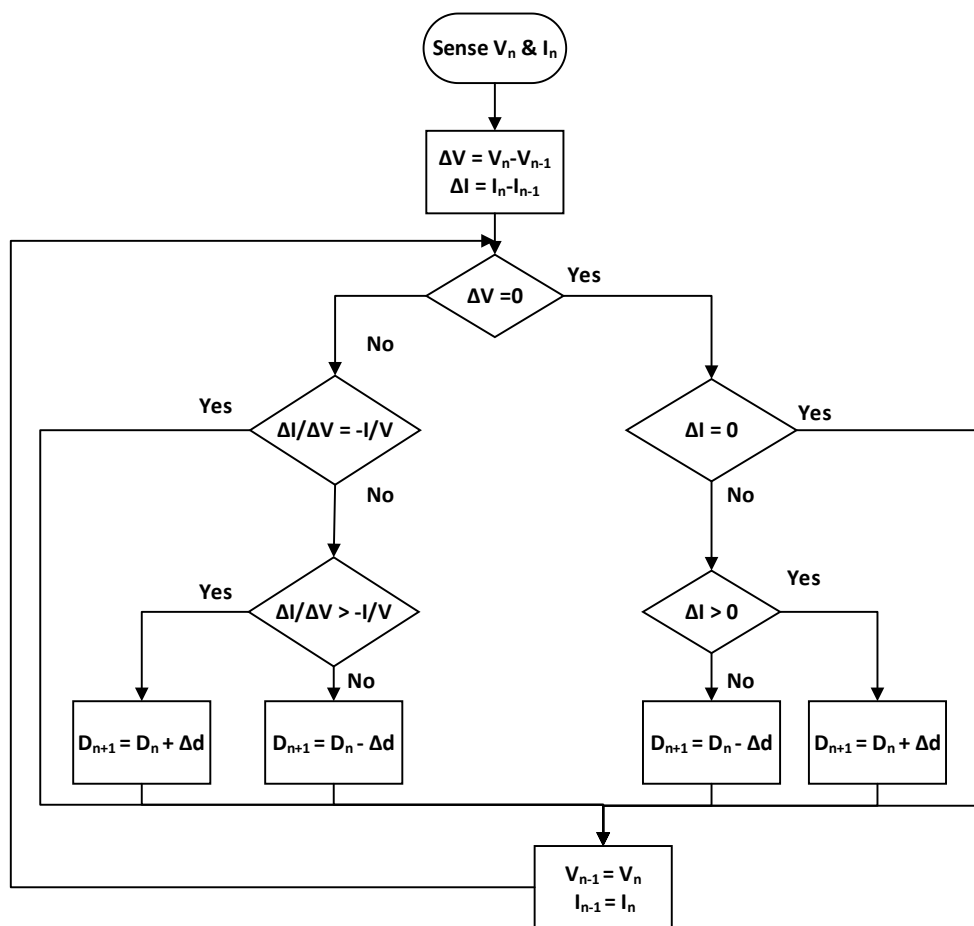 Sense Vₙ & Iₙ
ΔV = Vₙ-Vₙ₋₁
ΔI = Iₙ-Iₙ₋₁
ΔV =0
Yes
No
Yes
ΔI/ΔV = -I/V
ΔI = 0
Yes
No
No
Yes
ΔI/ΔV > -I/V
ΔI > 0
Yes
No
No
Dₙ₊₁ = Dₙ + Δd
Dₙ₊₁ = Dₙ - Δd
Dₙ₊₁ = Dₙ - Δd
Dₙ₊₁ = Dₙ + Δd
Vₙ₋₁ = Vₙ
Iₙ₋₁ = Iₙ